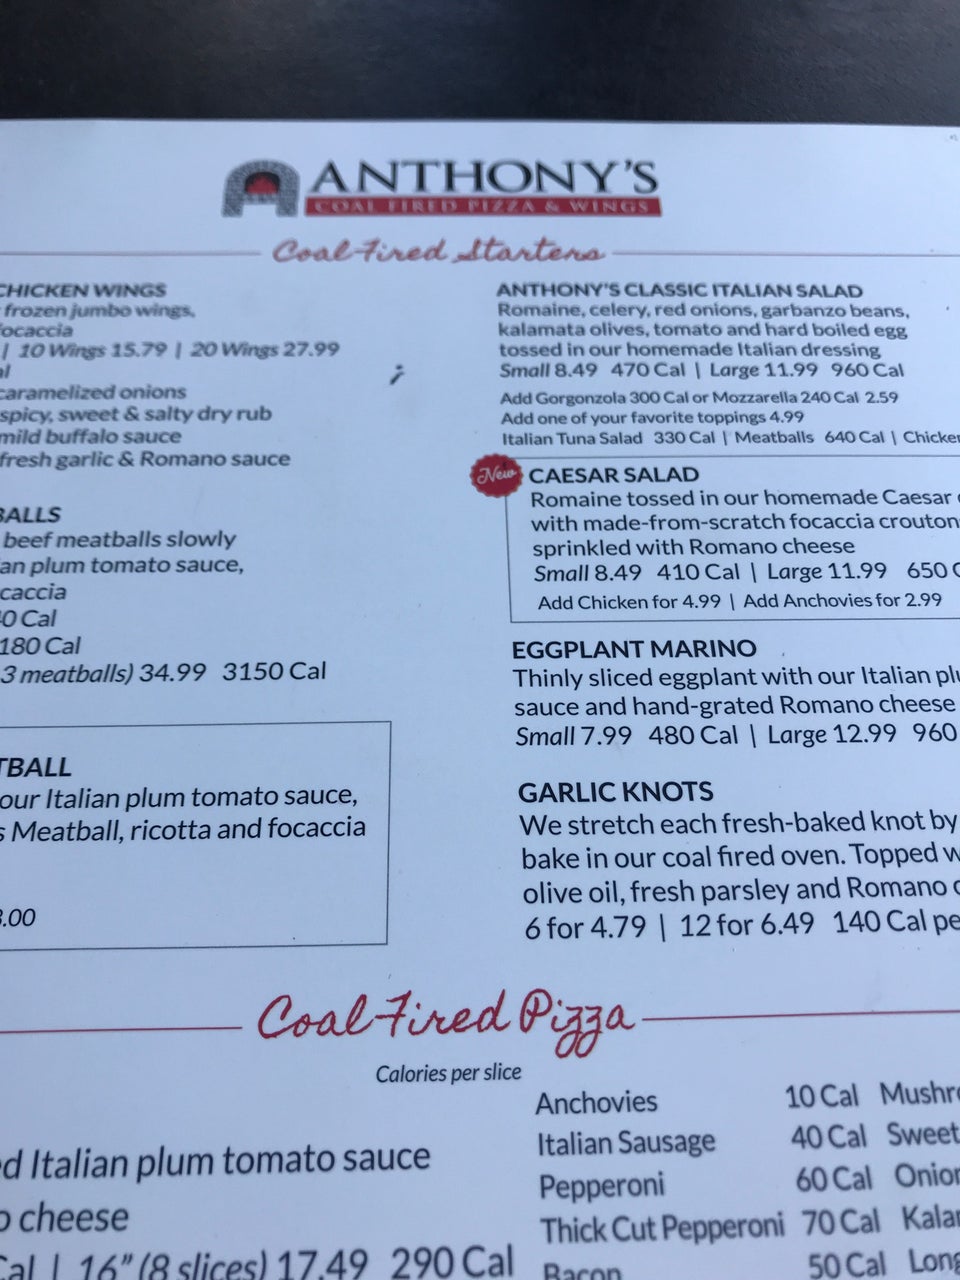 ANTHONY'S
COAL FIRED PIZZA & WINGS
Coal Fired Starters
CHICKEN WINGS
frozen jumbo wings,
focaccia
| 10 Wings 15.79 | 20 Wings 27.99
caramelized onions
spicy, sweet & salty dry rub
mild buffalo sauce
fresh garlic & Romano sauce
BALLS
beef meatballs slowly
an plum tomato sauce,
caccia
0 Cal
180 Cal
3 meatballs) 34.99 3150 Cal
TBALL
our Italian plum tomato sauce,
s Meatball, ricotta and focaccia
3.00
ANTHONY'S CLASSIC ITALIAN SALAD
Romaine, celery, red onions, garbanzo beans,
kalamata olives, tomato and hard boiled egg
tossed in our homemade Italian dressing
Small 8.49 470 Cal | Large 11.99 960 Cal
Add Gorgonzola 300 Cal or Mozzarella 240 Cal 2.59
Add one of your favorite toppings 4.99
Italian Tuna Salad 330 Cal | Meatballs 640 Cal | Chicken
New
CAESAR SALAD
Romaine tossed in our homemade Caesar
with made-from-scratch focaccia crouton
sprinkled with Romano cheese
Small 8.49 410 Cal | Large 11.99 650 C
Add Chicken for 4.99 | Add Anchovies for 2.99
EGGPLANT MARINO
Thinly sliced eggplant with our Italian plu
sauce and hand-grated Romano cheese
Small 7.99 480 Cal | Large 12.99 960
GARLIC KNOTS
We stretch each fresh-baked knot by
bake in our coal fired oven. Topped w
olive oil, fresh parsley and Romano c
6 for 4.79 | 12 for 6.49 140 Cal pe
Coal Fired Pizza
Calories per slice
d Italian plum tomato sauce
o cheese
Cal | 16" (8 slices) 17.49 290 Cal
Anchovies 10 Cal Mushro
Italian Sausage 40 Cal Sweet
Pepperoni 60 Cal Onion
Thick Cut Pepperoni 70 Cal Kalam
Bacon 50 Cal Long